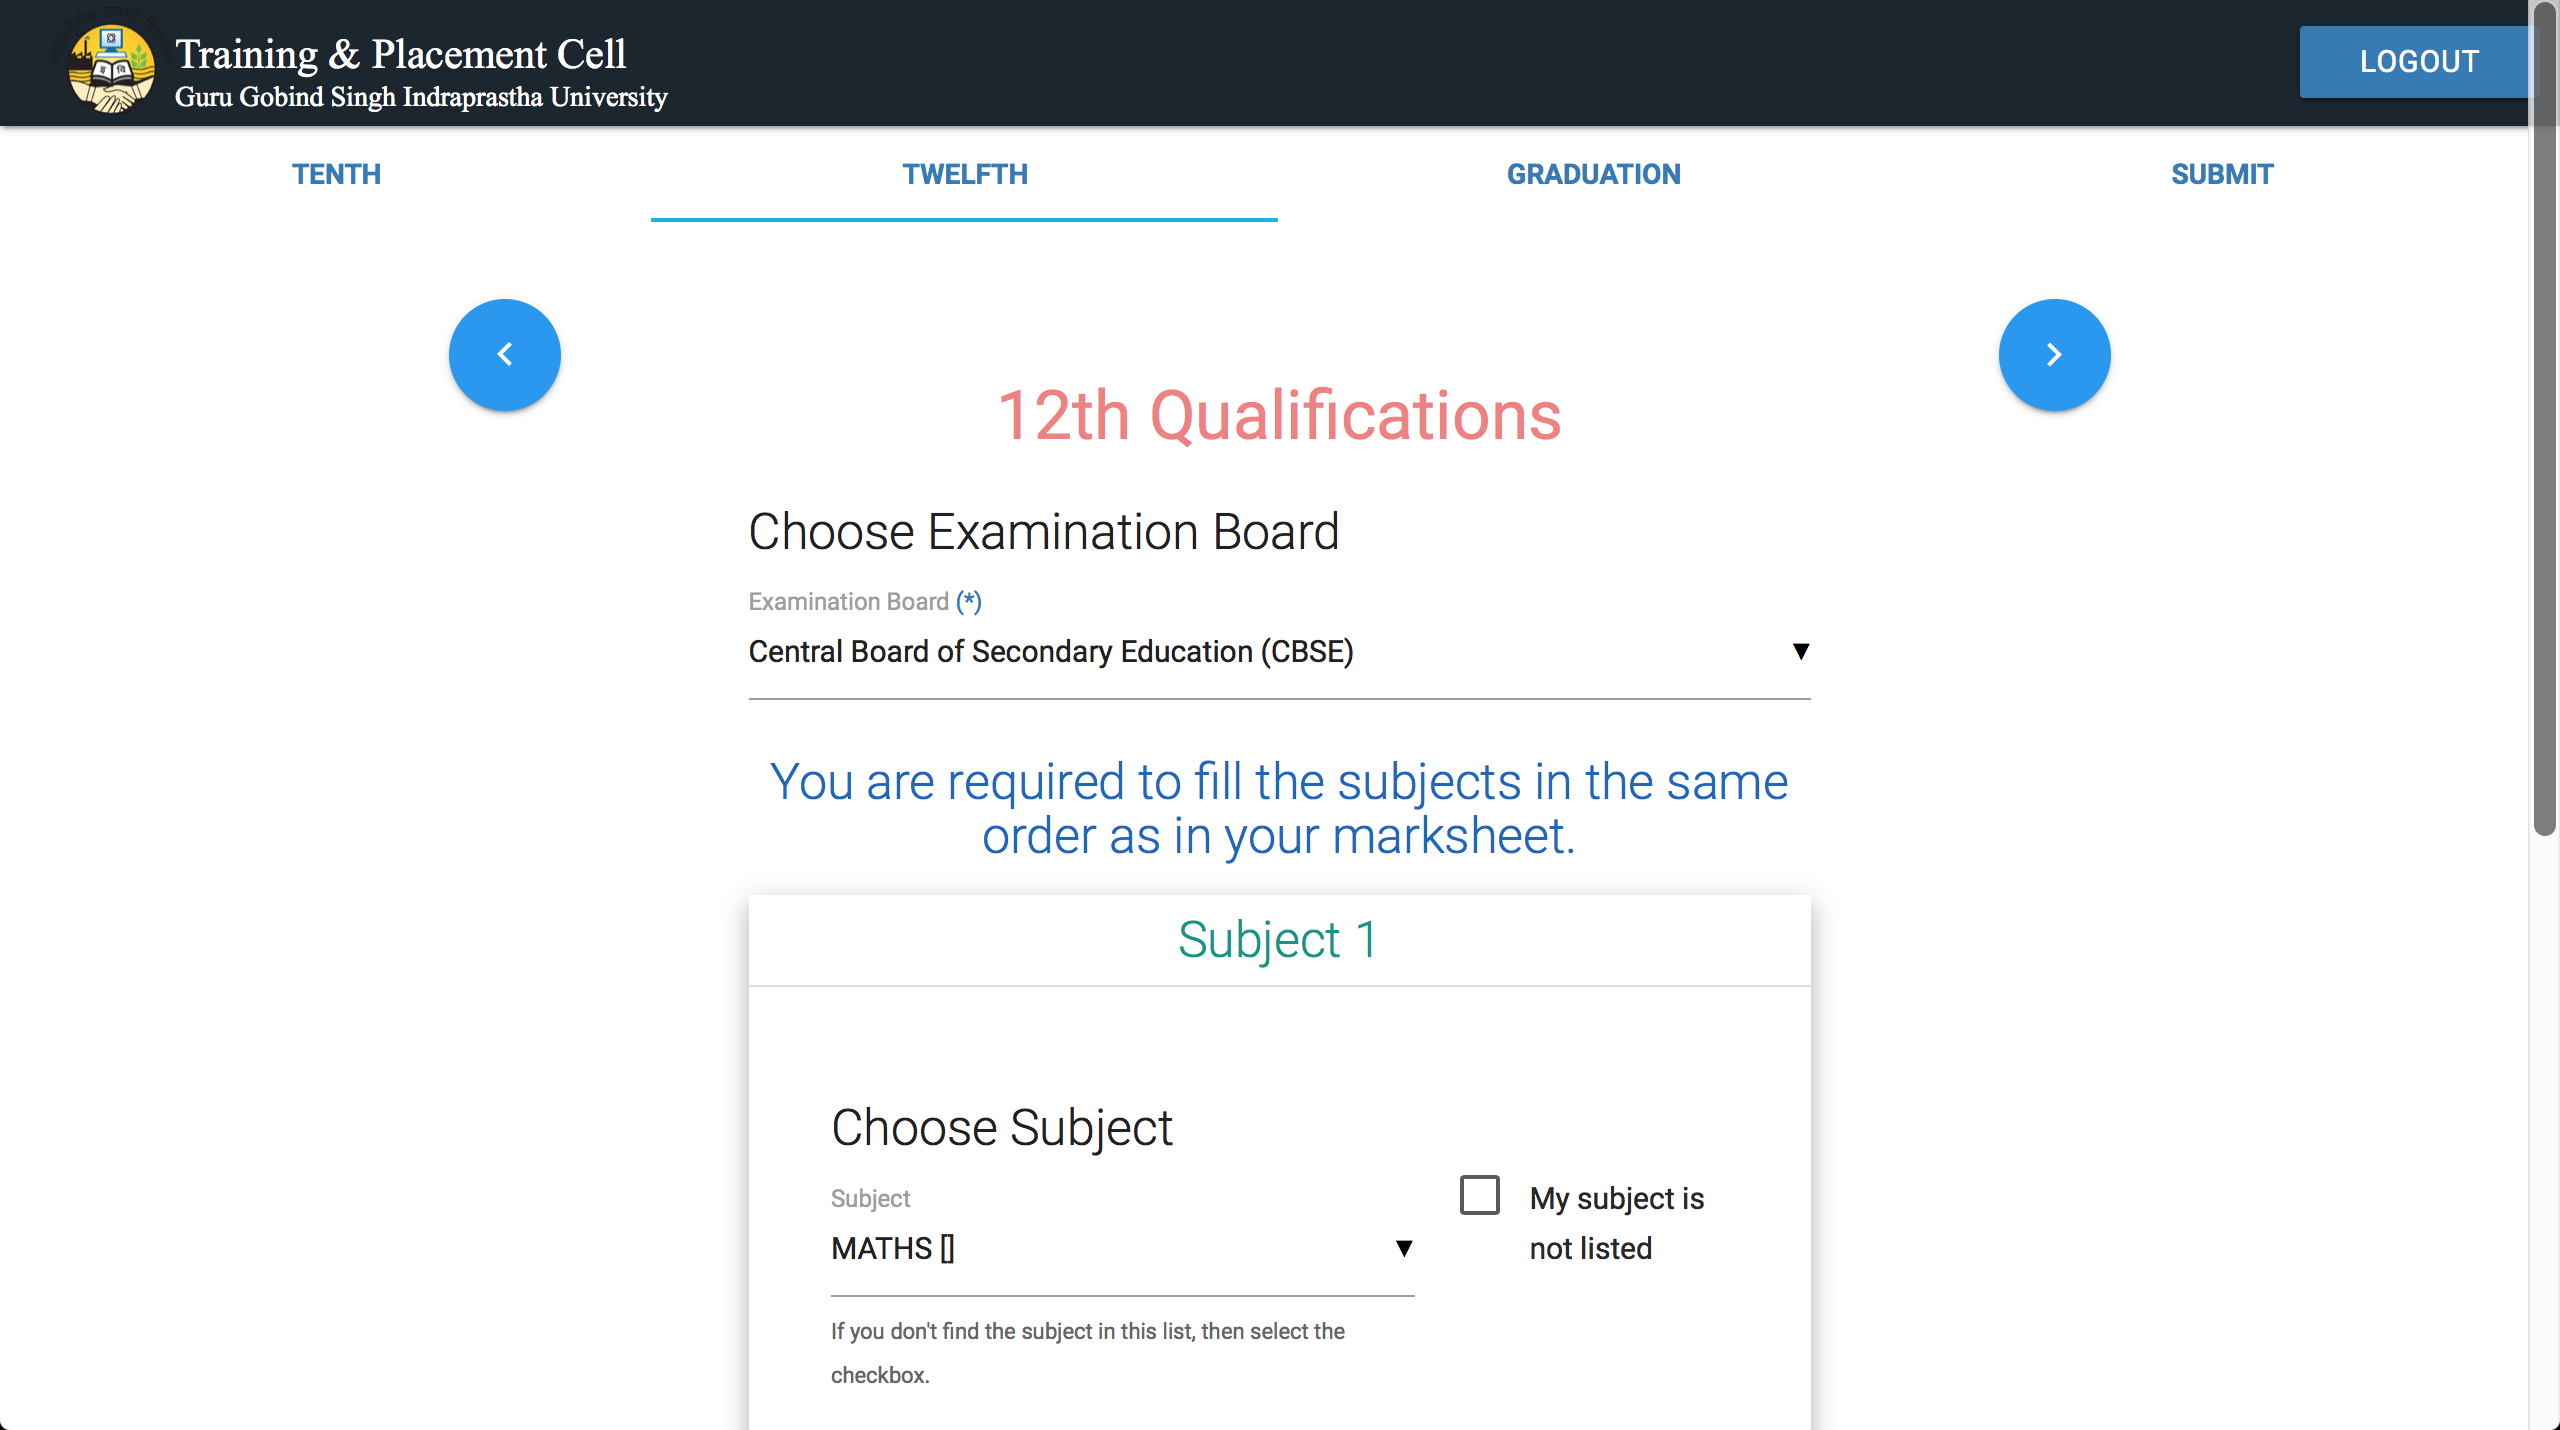 Training & Placement Cell
Guru Gobind Singh Indraprastha University
LOGOUT
TENTH
TWELFTH
GRADUATION
SUBMIT
12th Qualifications
Choose Examination Board
Examination Board (*)
Central Board of Secondary Education (CBSE)
You are required to fill the subjects in the same
order as in your marksheet.
Subject 1
Choose Subject
Subject
MATHS []
My subject is
not listed
If you don't find the subject in this list, then select the
checkbox.